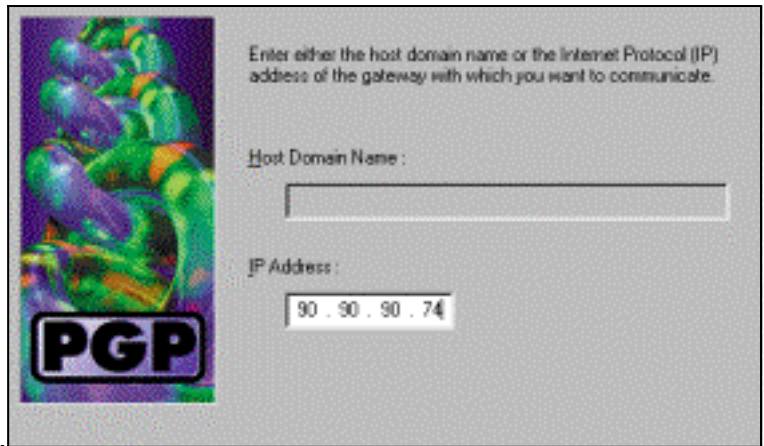 Enter either the host domain name or the Internet Protocol (IP)
address of the gateway with which you want to communicate.
Host Domain Name :
IP Address :
90 . 90 . 90 . 74
PGP